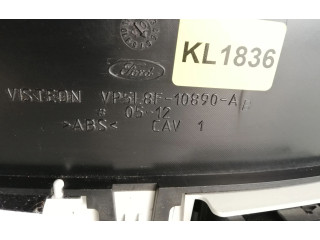 KL1836
Ford
VISTEON VP5L8F-10890-A
05 12
>ABS< CAV 1